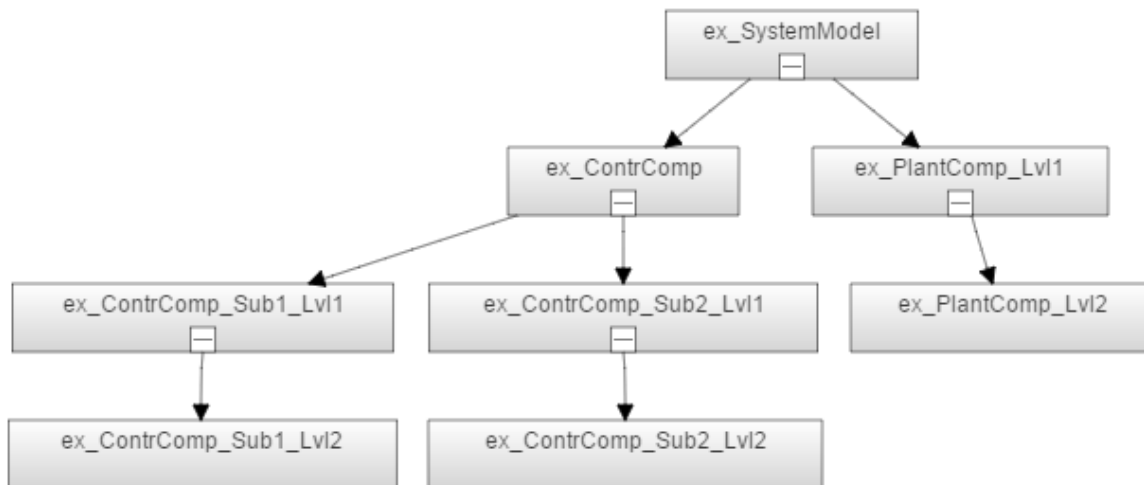 ex_SystemModel
ex_ContrComp
ex_PlantComp_Lvl1
ex_ContrComp_Sub1_Lvl1
ex_ContrComp_Sub2_Lvl1
ex_PlantComp_Lvl2
ex_ContrComp_Sub1_Lvl2
ex_ContrComp_Sub2_Lvl2